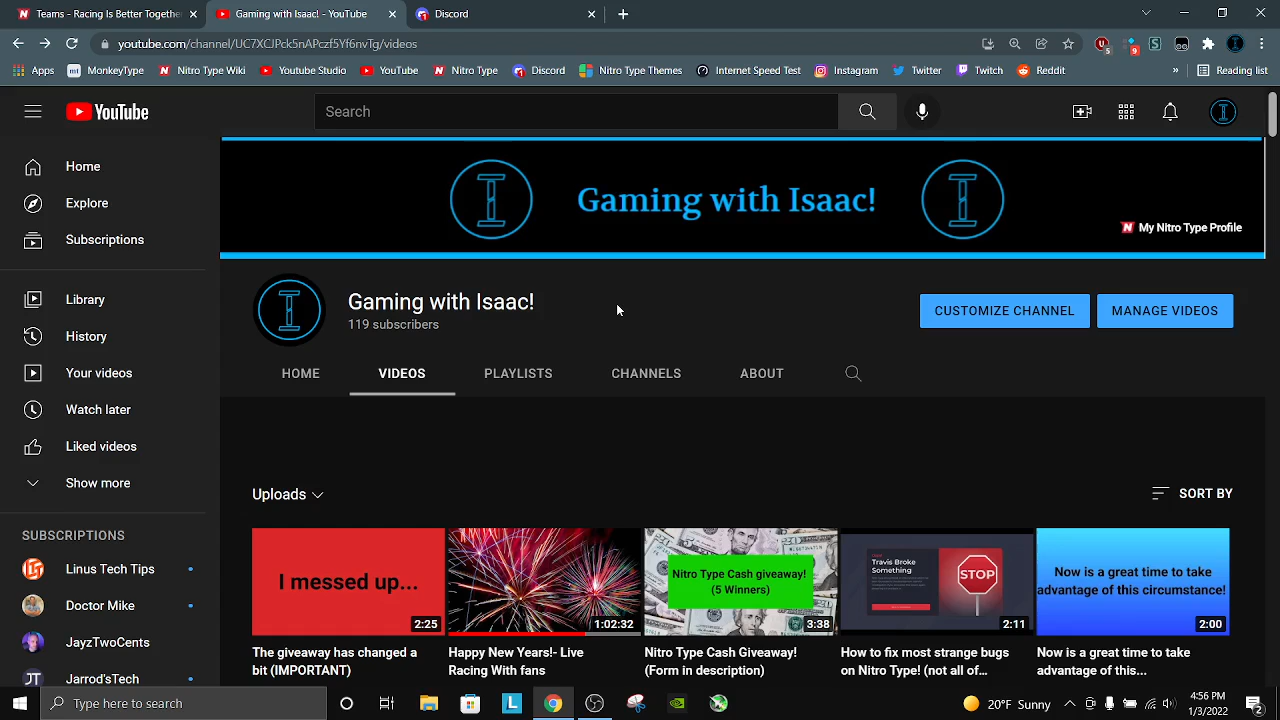 Teams - Racing Is Better Togethe
Gaming with Isaac! - YouTube
Discord
youtube.com/channel/UC7XCJPck5nAPczf5Yf6nvTg/videos
5
9
Apps
MonkeyType
Nitro Type Wiki
YouTube Studio
YouTube
Nitro Type
Discord
Nitro Type Themes
Internet Speed Test
Instagram
Twitter
Twitch
Reddit
Reading list
YouTube
Search
Home
Explore
Subscriptions
Library
History
Your videos
Watch later
Liked videos
Show more
SUBSCRIPTIONS
Linus Tech Tips
Doctor Mike
JayzTwoCents
Jarrod'sTech
Gaming with Isaac!
My Nitro Type Profile
Gaming with Isaac!
119 subscribers
CUSTOMIZE CHANNEL
MANAGE VIDEOS
HOME
VIDEOS
PLAYLISTS
CHANNELS
ABOUT
Uploads
SORT BY
I messed up...
2:25
The giveaway has changed a
bit (IMPORTANT)
1:02:32
Happy New Years!- Live
Racing With fans
Nitro Type Cash giveaway!
(5 Winners)
3:38
Nitro Type Cash Giveaway!
(Form in description)
Travis Broke
Something
STOP
2:11
How to fix most strange bugs
on Nitro Type! (not all of...
Now is a great time to take
advantage of this circumstance!
2:00
Now is a great time to take
advantage of this...
Type here to search
20°F Sunny
4:56 PM
1/3/2022
2